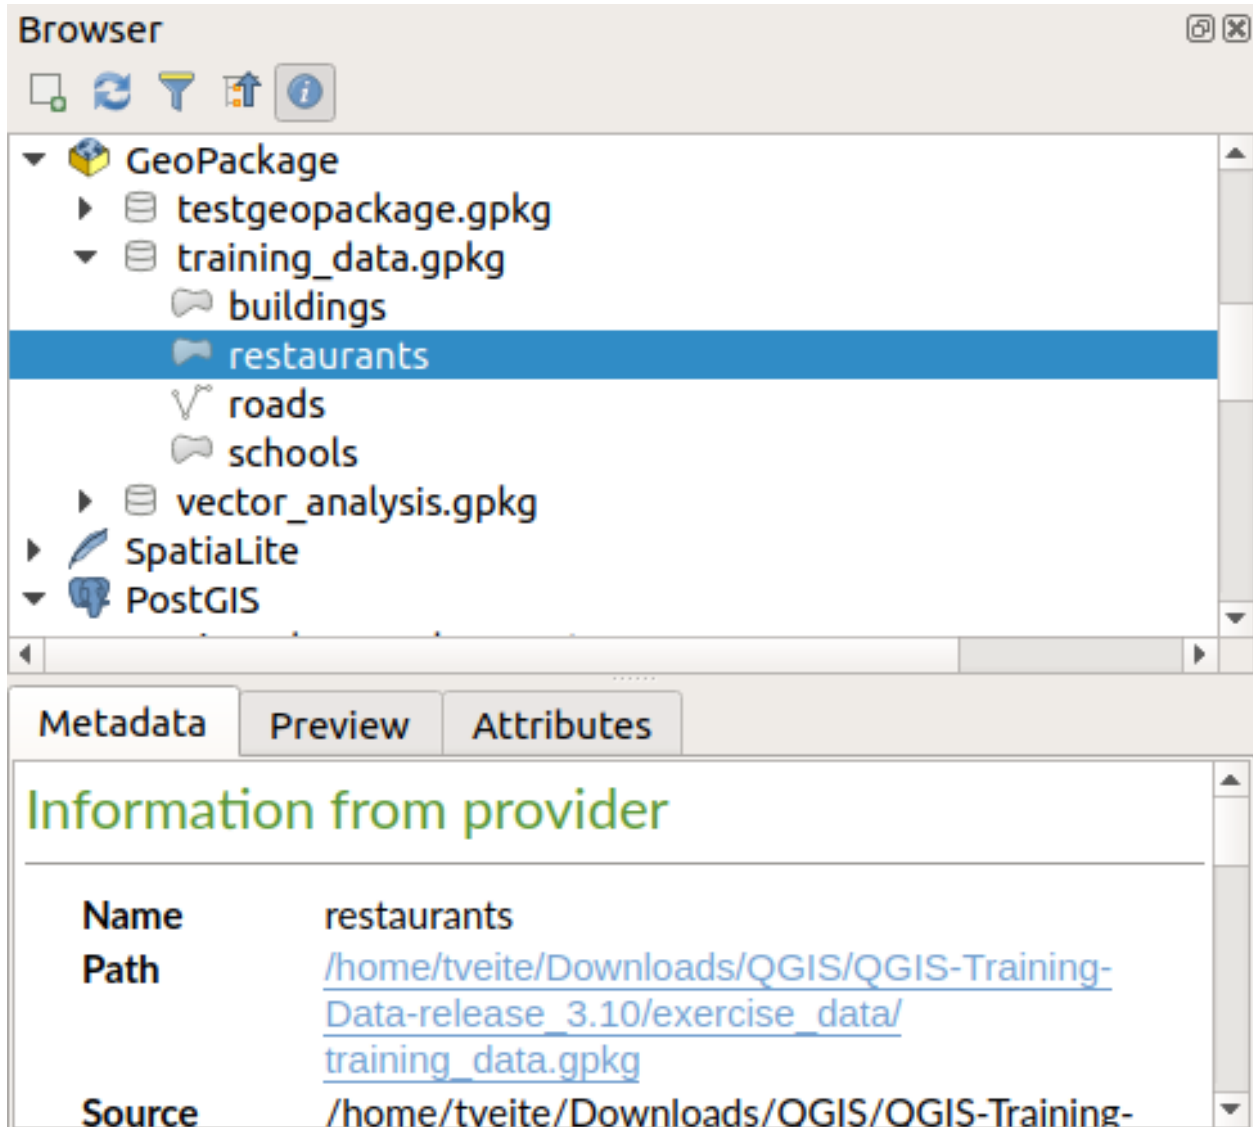 Browser
GeoPackage
testgeopackage.gpkg
training_data.gpkg
buildings
restaurants
roads
schools
vector_analysis.gpkg
SpatiaLite
PostGIS
Metadata Preview Attributes
Information from provider
Name restaurants
Path /home/tveite/Downloads/QGIS/QGIS-Training-
Data-release_3.10/exercise_data/
training_data.gpkg
Source /home/tveite/Downloads/QGIS/QGIS-Training-